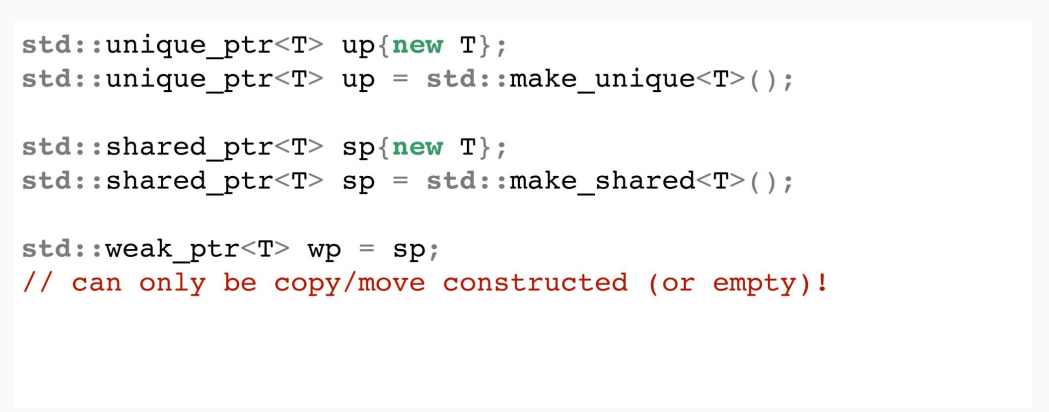 std::unique_ptr<T> up{new T};
std::unique_ptr<T> up = std::make_unique<T>();
std::shared_ptr<T> sp{new T};
std::shared_ptr<T> sp = std::make_shared<T>();
std::weak_ptr<T> wp = sp;
// can only be copy/move constructed (or empty)!